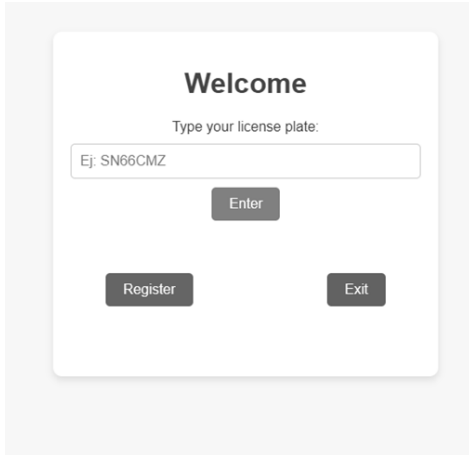 Welcome
Type your license plate:
Ej: SN66CMZ
Enter
Register Exit